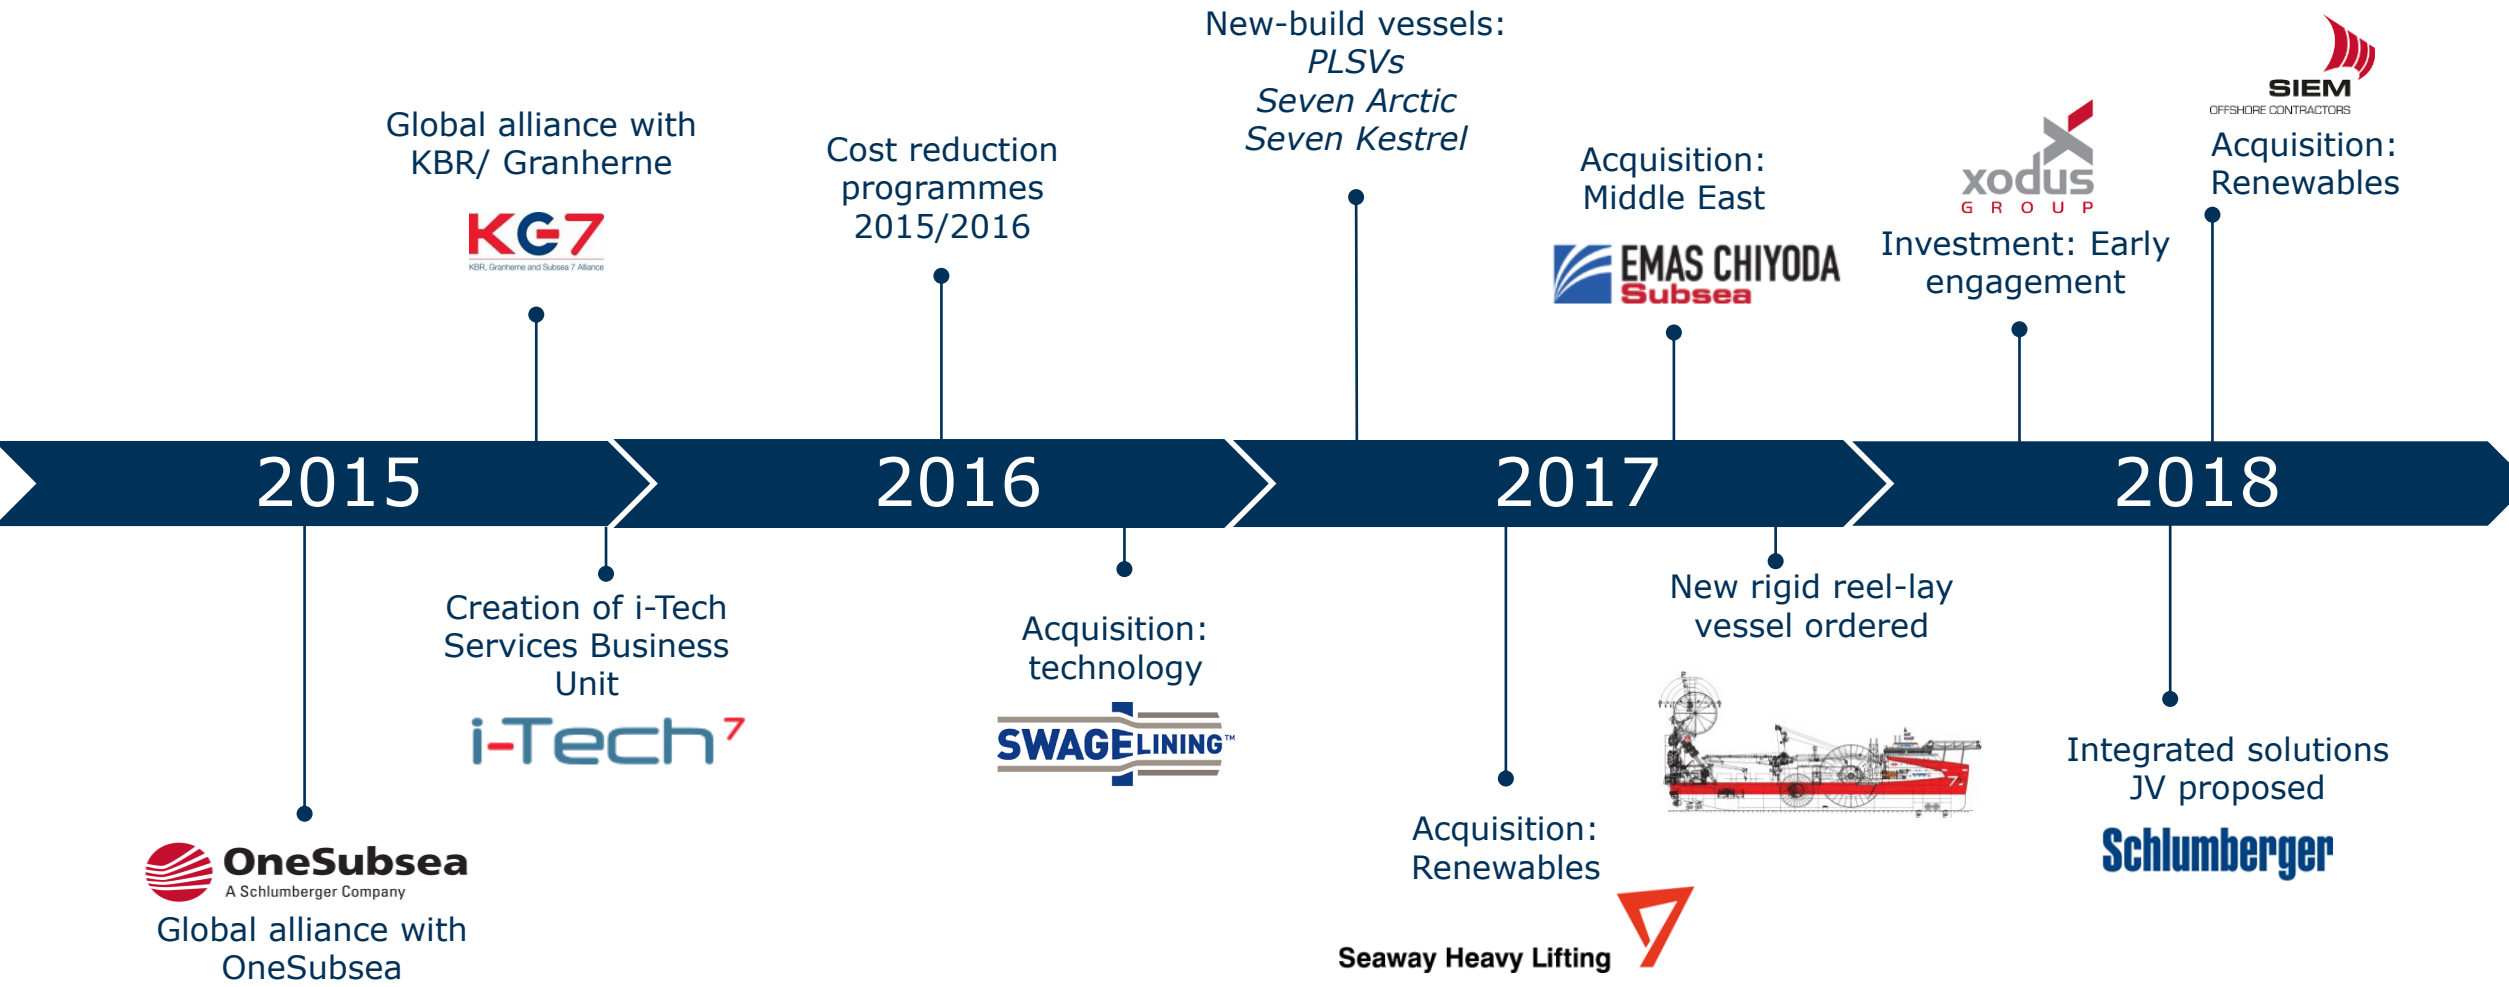 New-build vessels:
PLSVs
Seven Arctic
Seven Kestrel
SIEM
OFFSHORE CONTRACTORS
Acquisition:
Renewables
Global alliance with
KBR/ Granherne
KG7
KBR, Granherne and Subsea 7 Alliance
Cost reduction
programmes
2015/2016
Acquisition:
Middle East
EMAS CHIYODA
Subsea
xodus
GROUP
Investment: Early
engagement
2015
2016
2017
2018
Creation of i-Tech
Services Business
Unit
i-Tech 7
Acquisition:
technology
SWAGELINING™
New rigid reel-lay
vessel ordered
7
Integrated solutions
JV proposed
Schlumberger
OneSubsea
A Schlumberger Company
Global alliance with
OneSubsea
Acquisition:
Renewables
Seaway Heavy Lifting